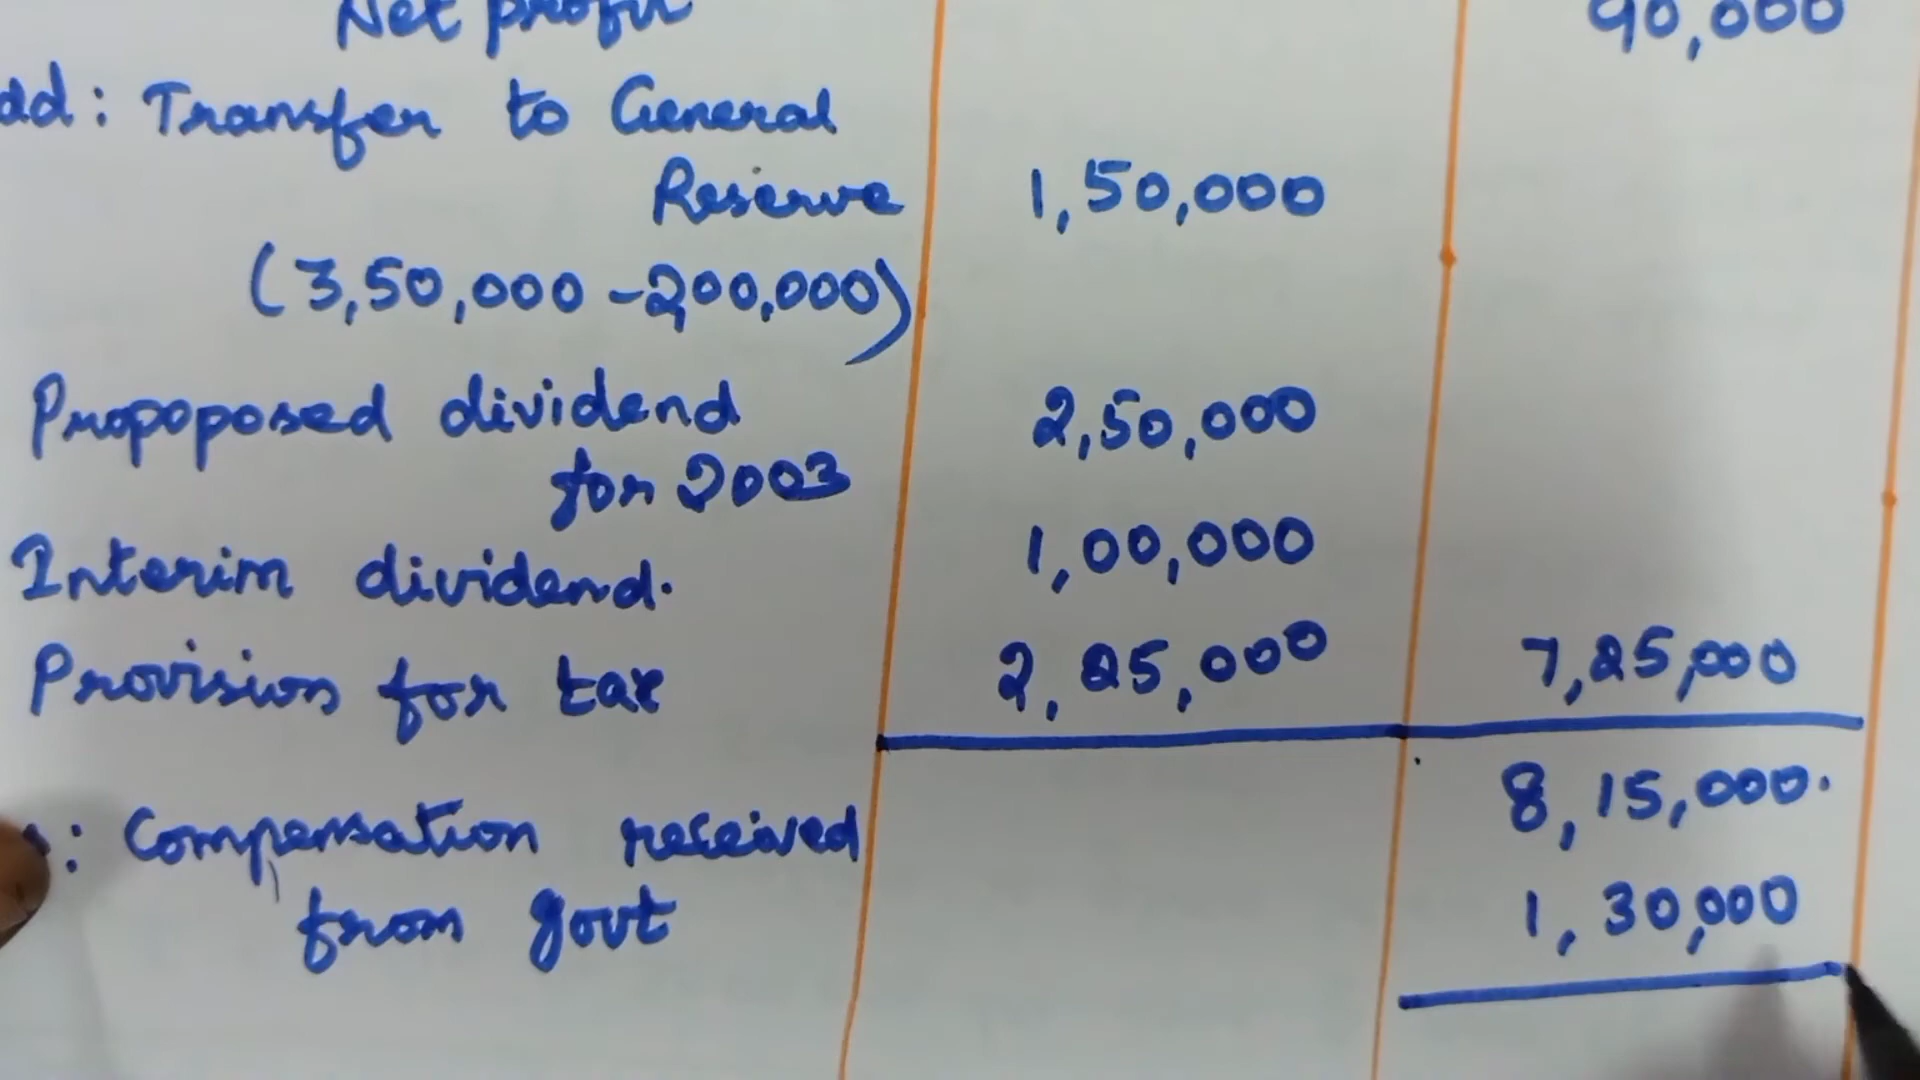 Net profit 90,000
dd: Transfer to General
Reserve 1,50,000
(3,50,000 - 200,000)
Propoposed dividend 2,50,000
for 2003
Interim dividend. 1,00,000
Provision for tax 2,25,000 7,25,000
8,15,000.
: Compensation received
from govt 1,30,000